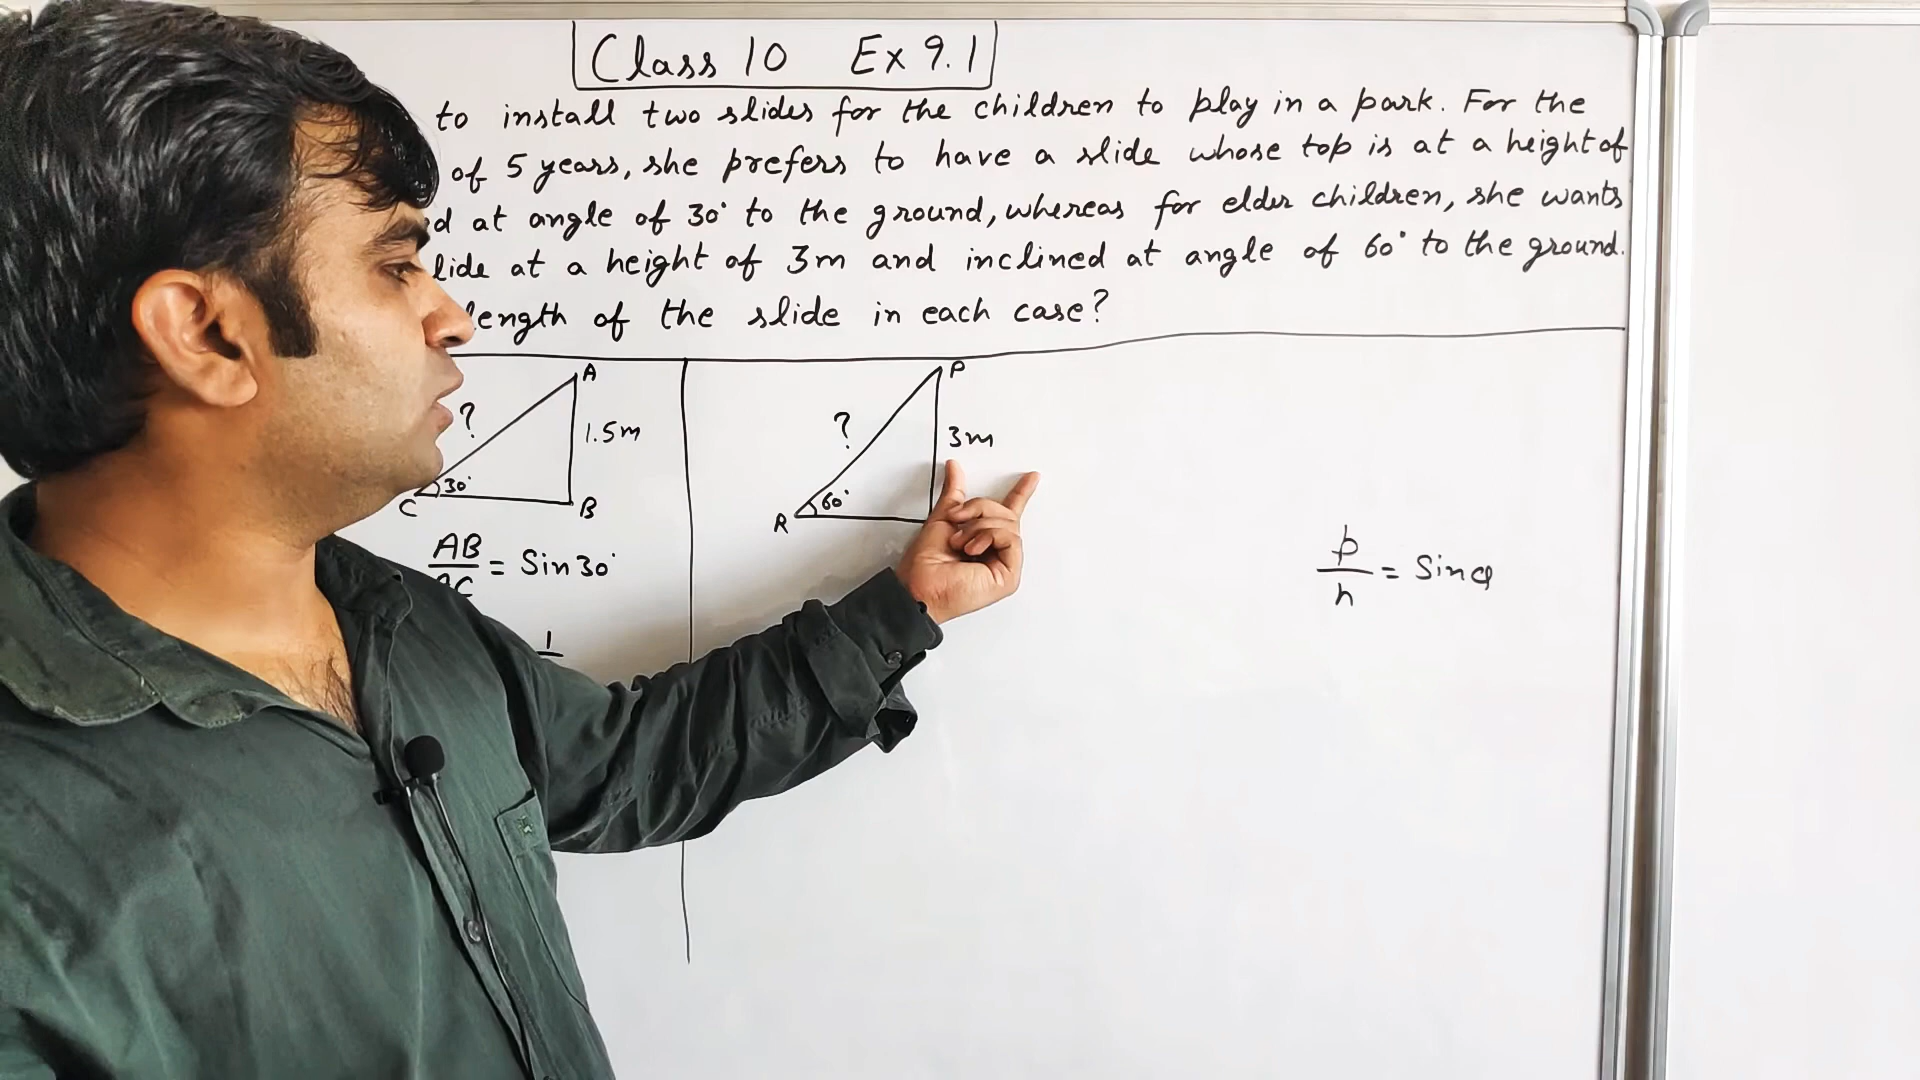 Class 10 Ex 9.1
to install two slides for the children to play in a park. For the
of 5 years, she prefers to have a slide whose top is at a height of
d at angle of 30° to the ground, whereas for elder children, she wants
lide at a height of 3m and inclined at angle of 60° to the ground.
length of the slide in each case?
A
?
1.5m
30°
C
B
AB
= Sin 30°
1
P
?
3m
60°
R
p
h
= Sin